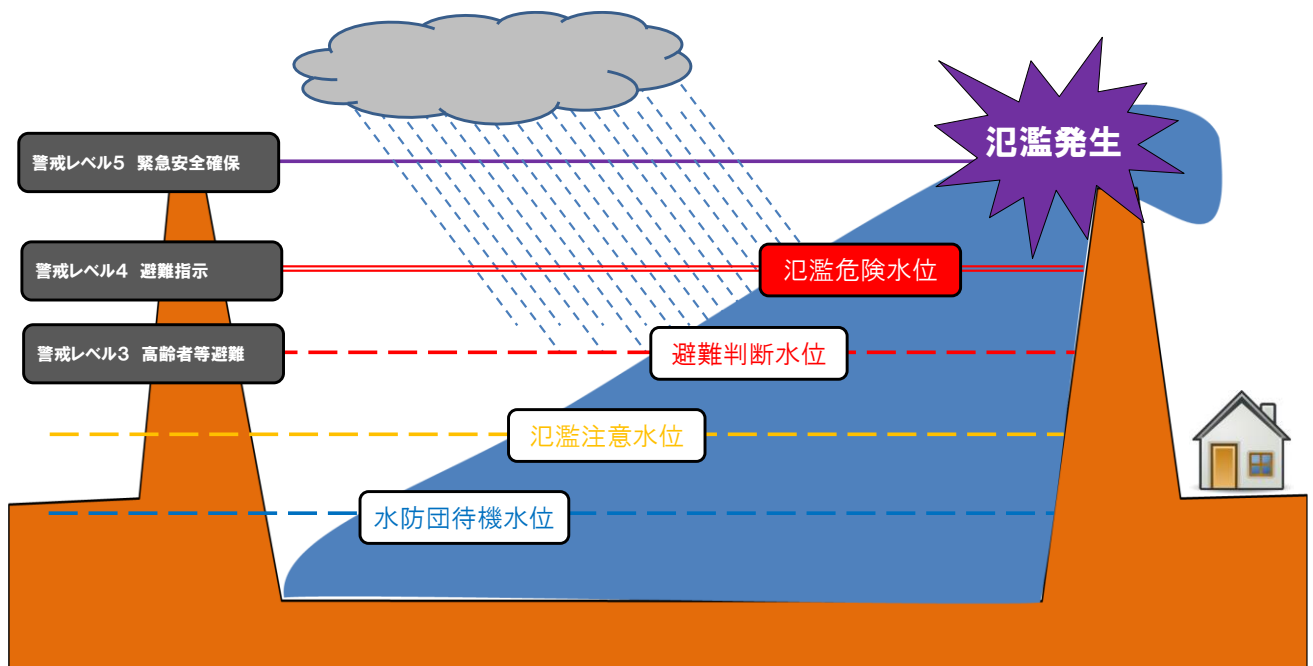 氾濫発生
警戒レベル5 緊急安全確保
警戒レベル4 避難指示
氾濫危険水位
警戒レベル3 高齢者等避難
避難判断水位
氾濫注意水位
水防団待機水位